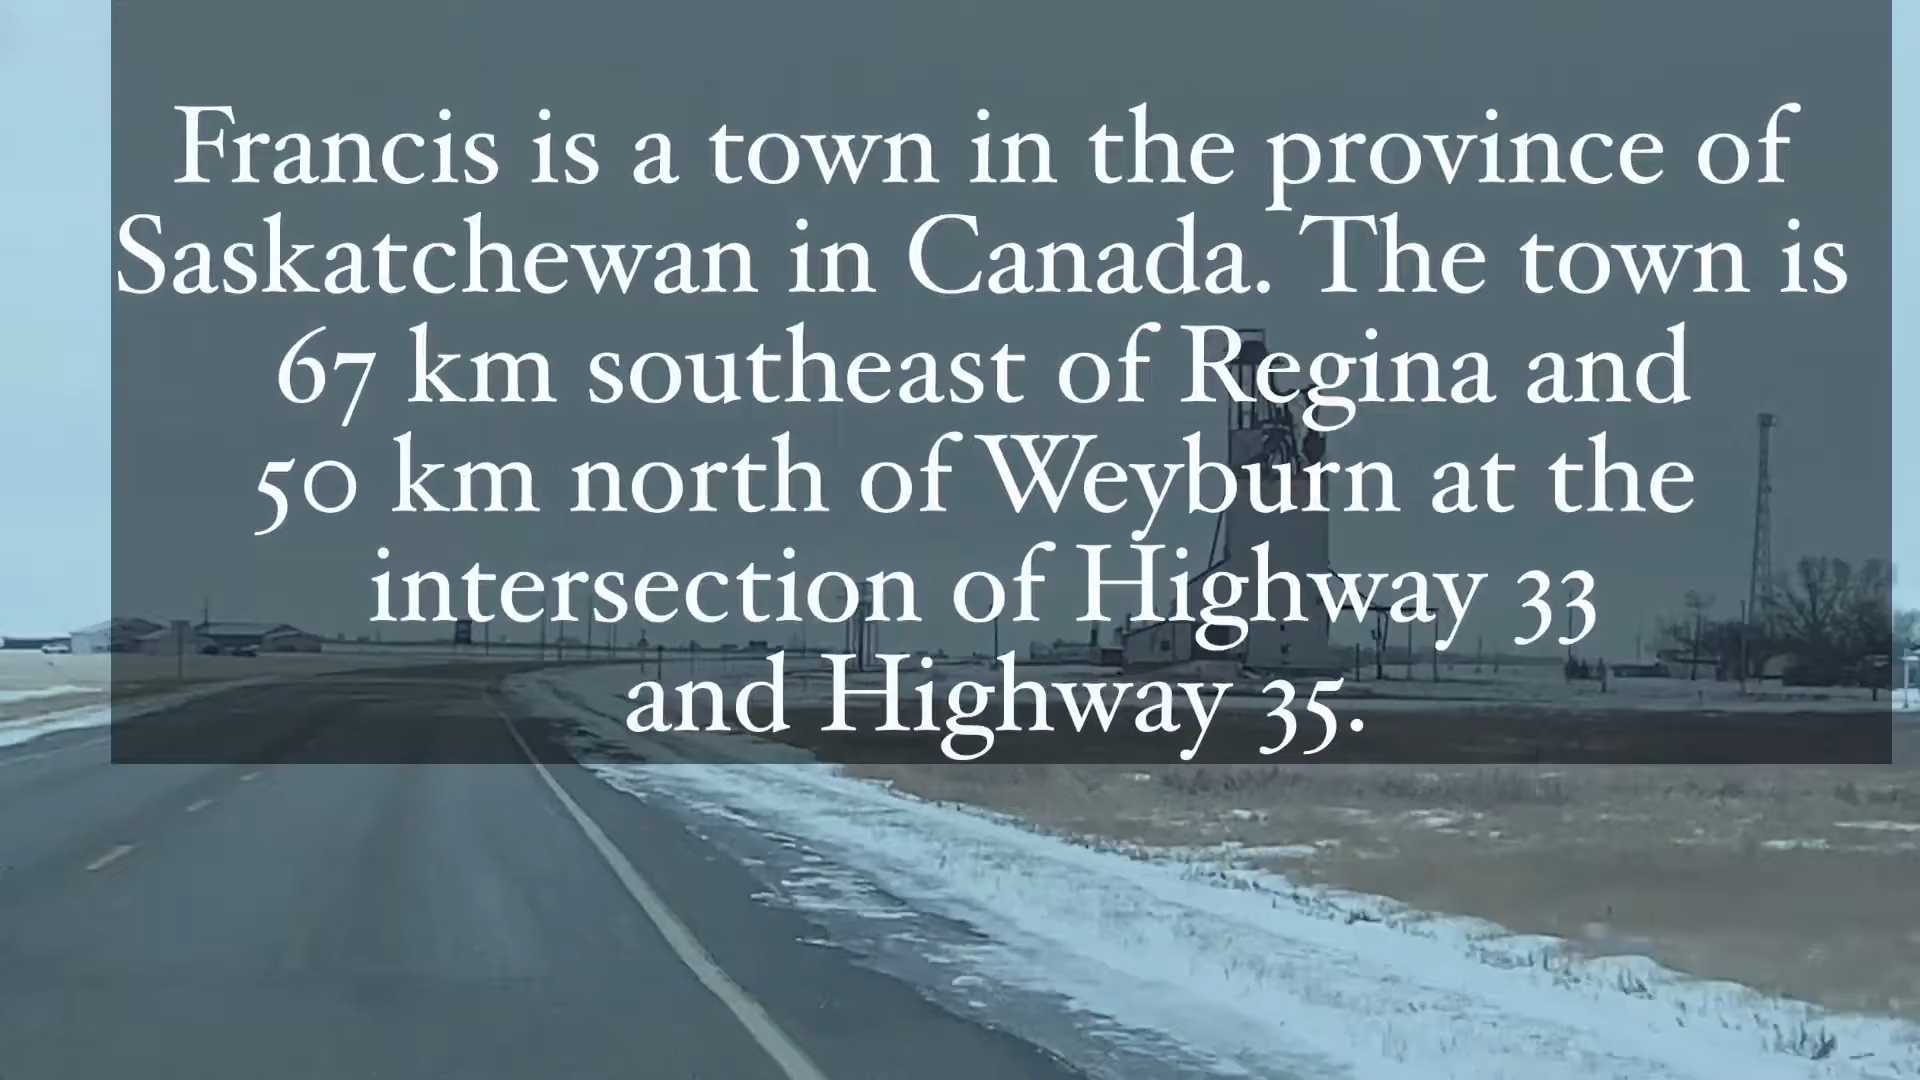 Francis is a town in the province of
Saskatchewan in Canada. The town is
67 km southeast of Regina and
50 km north of Weyburn at the
intersection of Highway 33
and Highway 35.